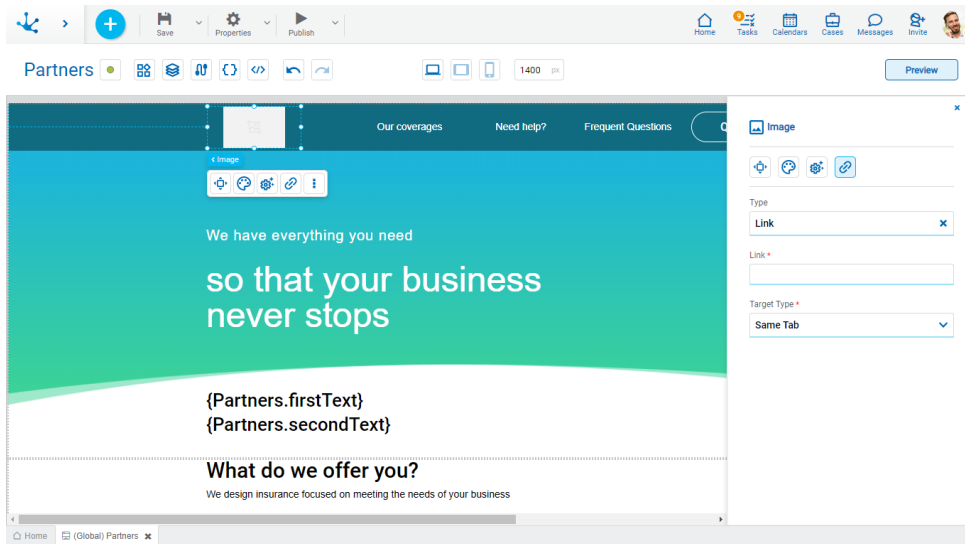 Save
Properties
Publish
Home
9
Tasks
Calendars
Cases
Messages
Invite
Partners
1400 px
Preview
Our coverages
Need help?
Frequent Questions
Image
Image
Type
Link
Link *
Target Type *
Same Tab
We have everything you need
so that your business
never stops
{Partners.firstText}
{Partners.secondText}
What do we offer you?
We design insurance focused on meeting the needs of your business
Home
(Global) Partners